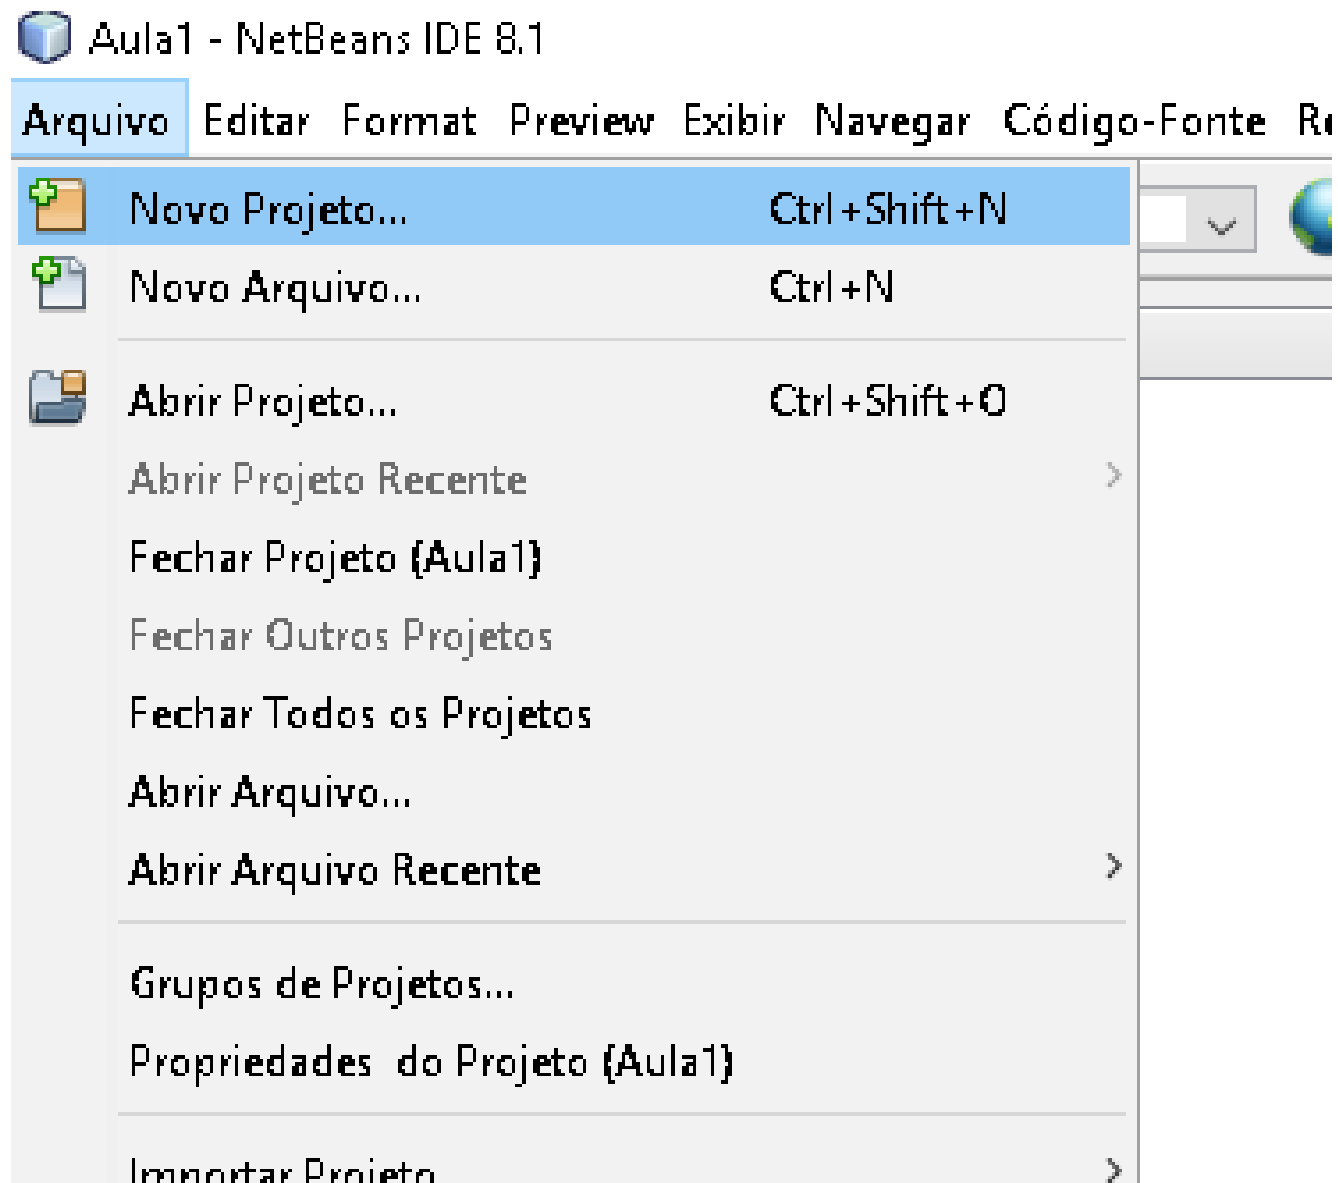 Aula1 - NetBeans IDE 8.1
Arquivo Editar Format Preview Exibir Navegar Código-Fonte
Novo Projeto... Ctrl+Shift+N
Novo Arquivo... Ctrl+N
Abrir Projeto... Ctrl+Shift+O
Abrir Projeto Recente
Fechar Projeto (Aula1)
Fechar Outros Projetos
Fechar Todos os Projetos
Abrir Arquivo...
Abrir Arquivo Recente
Grupos de Projetos...
Propriedades do Projeto (Aula1)
Importar Projeto